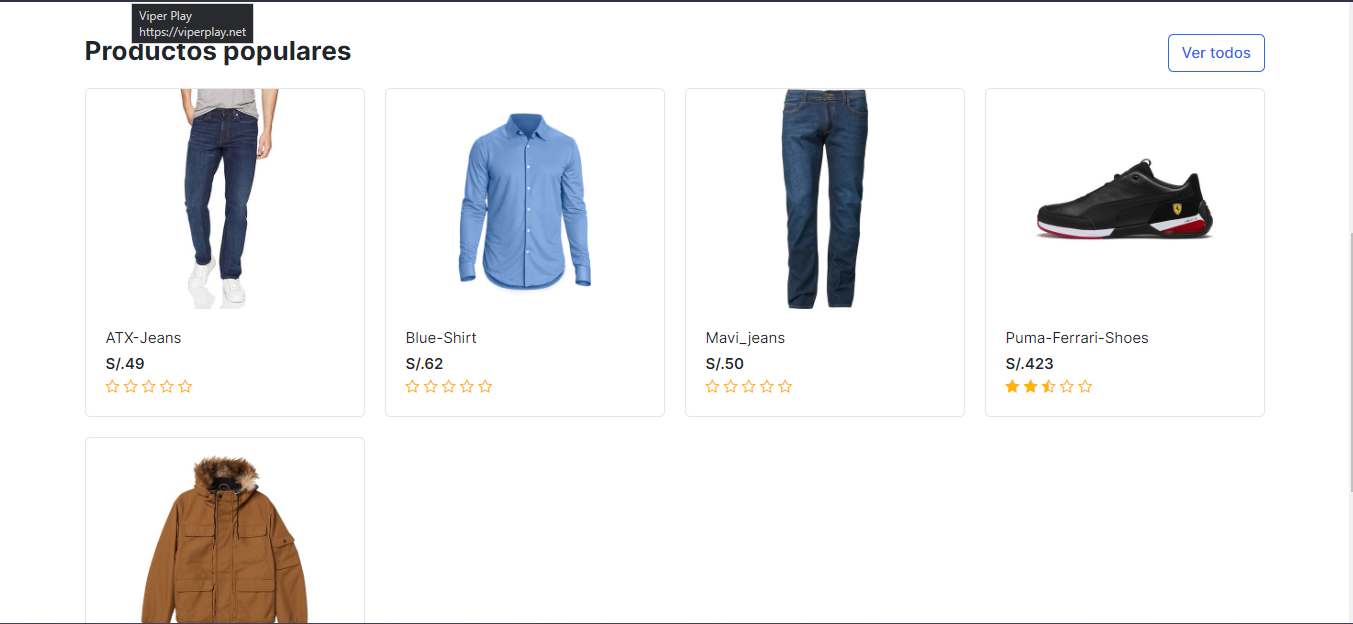 Viper Play
https://viperplay.net
Productos populares
Ver todos
ATX-Jeans
S/.49
Blue-Shirt
S/.62
Mavi_jeans
S/.50
Puma-Ferrari-Shoes
S/.423